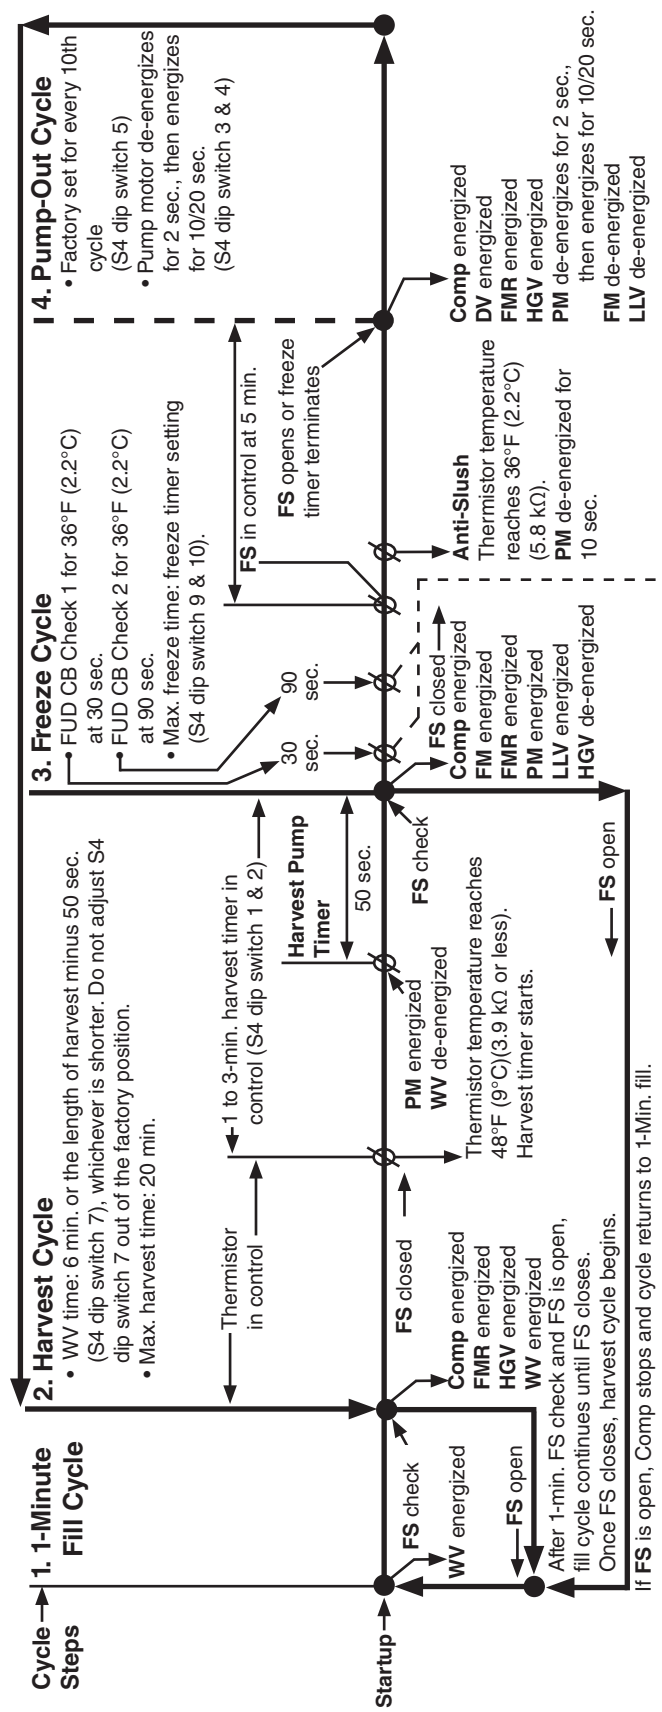 Cycle
Steps
1. 1-Minute
Fill Cycle
2. Harvest Cycle
• WV time: 6 min. or the length of harvest minus 50 sec.
(S4 dip switch 7), whichever is shorter. Do not adjust S4
dip switch 7 out of the factory position.
• Max. harvest time: 20 min.
3. Freeze Cycle
• FUD CB Check 1 for 36°F (2.2°C)
at 30 sec.
• FUD CB Check 2 for 36°F (2.2°C)
at 90 sec.
• Max. freeze time: freeze timer setting
(S4 dip switch 9 & 10).
4. Pump-Out Cycle
• Factory set for every 10th
cycle
(S4 dip switch 5)
• Pump motor de-energizes
for 2 sec., then energizes
for 10/20 sec.
(S4 dip switch 3 & 4)
Thermistor
in control
1 to 3-min. harvest timer in
control (S4 dip switch 1 & 2)
Harvest Pump
Timer
50 sec.
30
sec.
90
sec.
FS in control at 5 min.
FS opens or freeze
timer terminates
Startup
FS check
WV energized
FS open
FS closed
Comp energized
FMR energized
HGV energized
WV energized
After 1-min. FS check and FS is open,
fill cycle continues until FS closes.
Once FS closes, harvest cycle begins.
PM energized
WV de-energized
Thermistor temperature reaches
48°F (9°C)(3.9 kΩ or less).
Harvest timer starts.
FS check
FS open
FS closed
Comp energized
FM energized
FMR energized
PM energized
LLV energized
HGV de-energized
Anti-Slush
Thermistor temperature
reaches 36°F (2.2°C)
(5.8 kΩ).
PM de-energized for
10 sec.
Comp energized
DV energized
FMR energized
HGV energized
PM de-energizes for 2 sec.,
then energizes for 10/20 sec.
FM de-energized
LLV de-energized
If FS is open, Comp stops and cycle returns to 1-Min. fill.